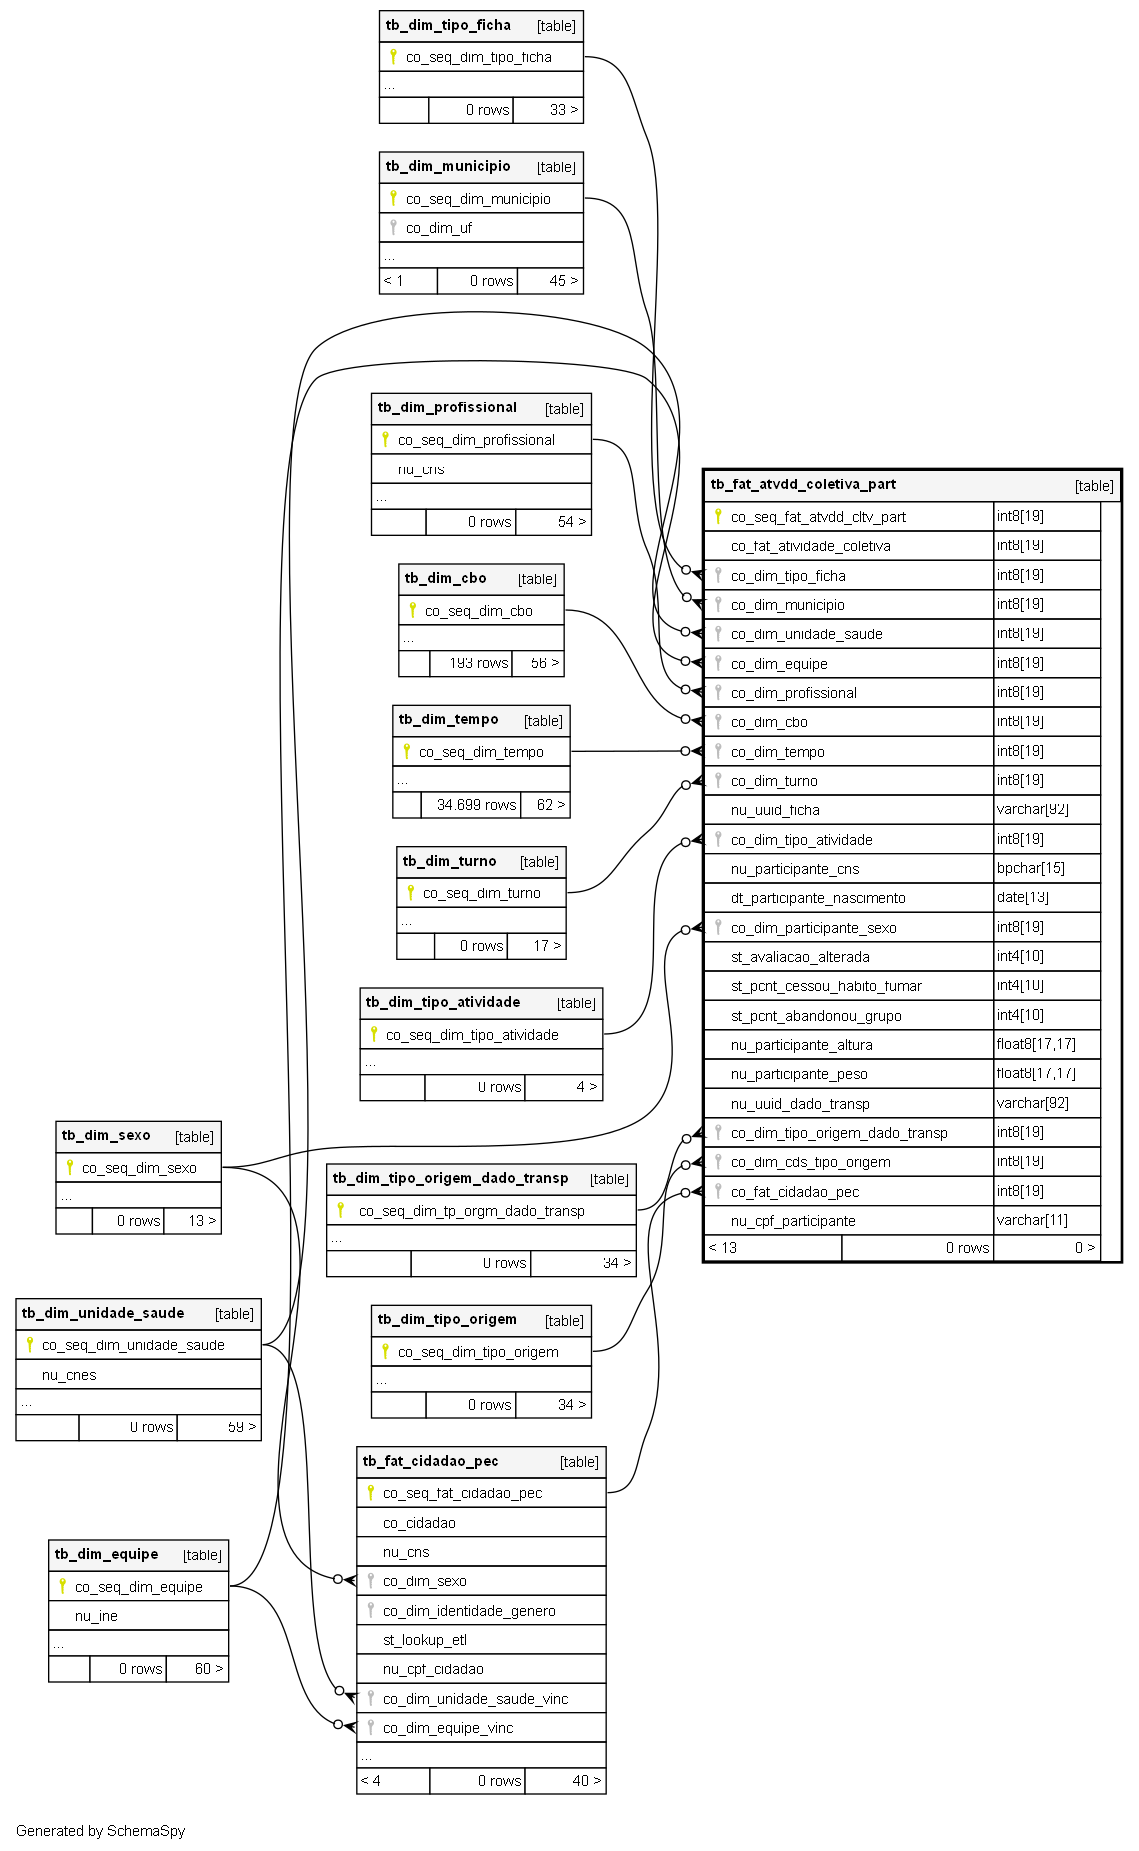 tb_dim_tipo_ficha [table]
co_seq_dim_tipo_ficha
...
0 rows 33 >
tb_dim_municipio [table]
co_seq_dim_municipio
co_dim_uf
...
< 1 0 rows 45 >
tb_dim_profissional [table]
co_seq_dim_profissional
nu_cns
...
0 rows 54 >
tb_dim_cbo [table]
co_seq_dim_cbo
...
193 rows 56 >
tb_dim_tempo [table]
co_seq_dim_tempo
...
34.699 rows 62 >
tb_dim_turno [table]
co_seq_dim_turno
...
0 rows 17 >
tb_dim_tipo_atividade [table]
co_seq_dim_tipo_atividade
...
0 rows 4 >
tb_dim_sexo [table]
co_seq_dim_sexo
...
0 rows 13 >
tb_dim_tipo_origem_dado_transp [table]
co_seq_dim_tp_orgm_dado_transp
...
0 rows 34 >
tb_dim_unidade_saude [table]
co_seq_dim_unidade_saude
nu_cnes
...
0 rows 59 >
tb_dim_tipo_origem [table]
co_seq_dim_tipo_origem
...
0 rows 34 >
tb_dim_equipe [table]
co_seq_dim_equipe
nu_ine
...
0 rows 60 >
tb_fat_cidadao_pec [table]
co_seq_fat_cidadao_pec
co_cidadao
nu_cns
co_dim_sexo
co_dim_identidade_genero
st_lookup_etl
nu_cpf_cidadao
co_dim_unidade_saude_vinc
co_dim_equipe_vinc
...
< 4 0 rows 40 >
tb_fat_atvdd_coletiva_part [table]
co_seq_fat_atvdd_cltv_part int8[19]
co_fat_atividade_coletiva int8[19]
co_dim_tipo_ficha int8[19]
co_dim_municipio int8[19]
co_dim_unidade_saude int8[19]
co_dim_equipe int8[19]
co_dim_profissional int8[19]
co_dim_cbo int8[19]
co_dim_tempo int8[19]
co_dim_turno int8[19]
nu_uuid_ficha varchar[92]
co_dim_tipo_atividade int8[19]
nu_participante_cns bpchar[15]
dt_participante_nascimento date[13]
co_dim_participante_sexo int8[19]
st_avaliacao_alterada int4[10]
st_pcnt_cessou_habito_fumar int4[10]
st_pcnt_abandonou_grupo int4[10]
nu_participante_altura float8[17,17]
nu_participante_peso float8[17,17]
nu_uuid_dado_transp varchar[92]
co_dim_tipo_origem_dado_transp int8[19]
co_dim_cds_tipo_origem int8[19]
co_fat_cidadao_pec int8[19]
nu_cpf_participante varchar[11]
< 13 0 rows 0 >
Generated by SchemaSpy